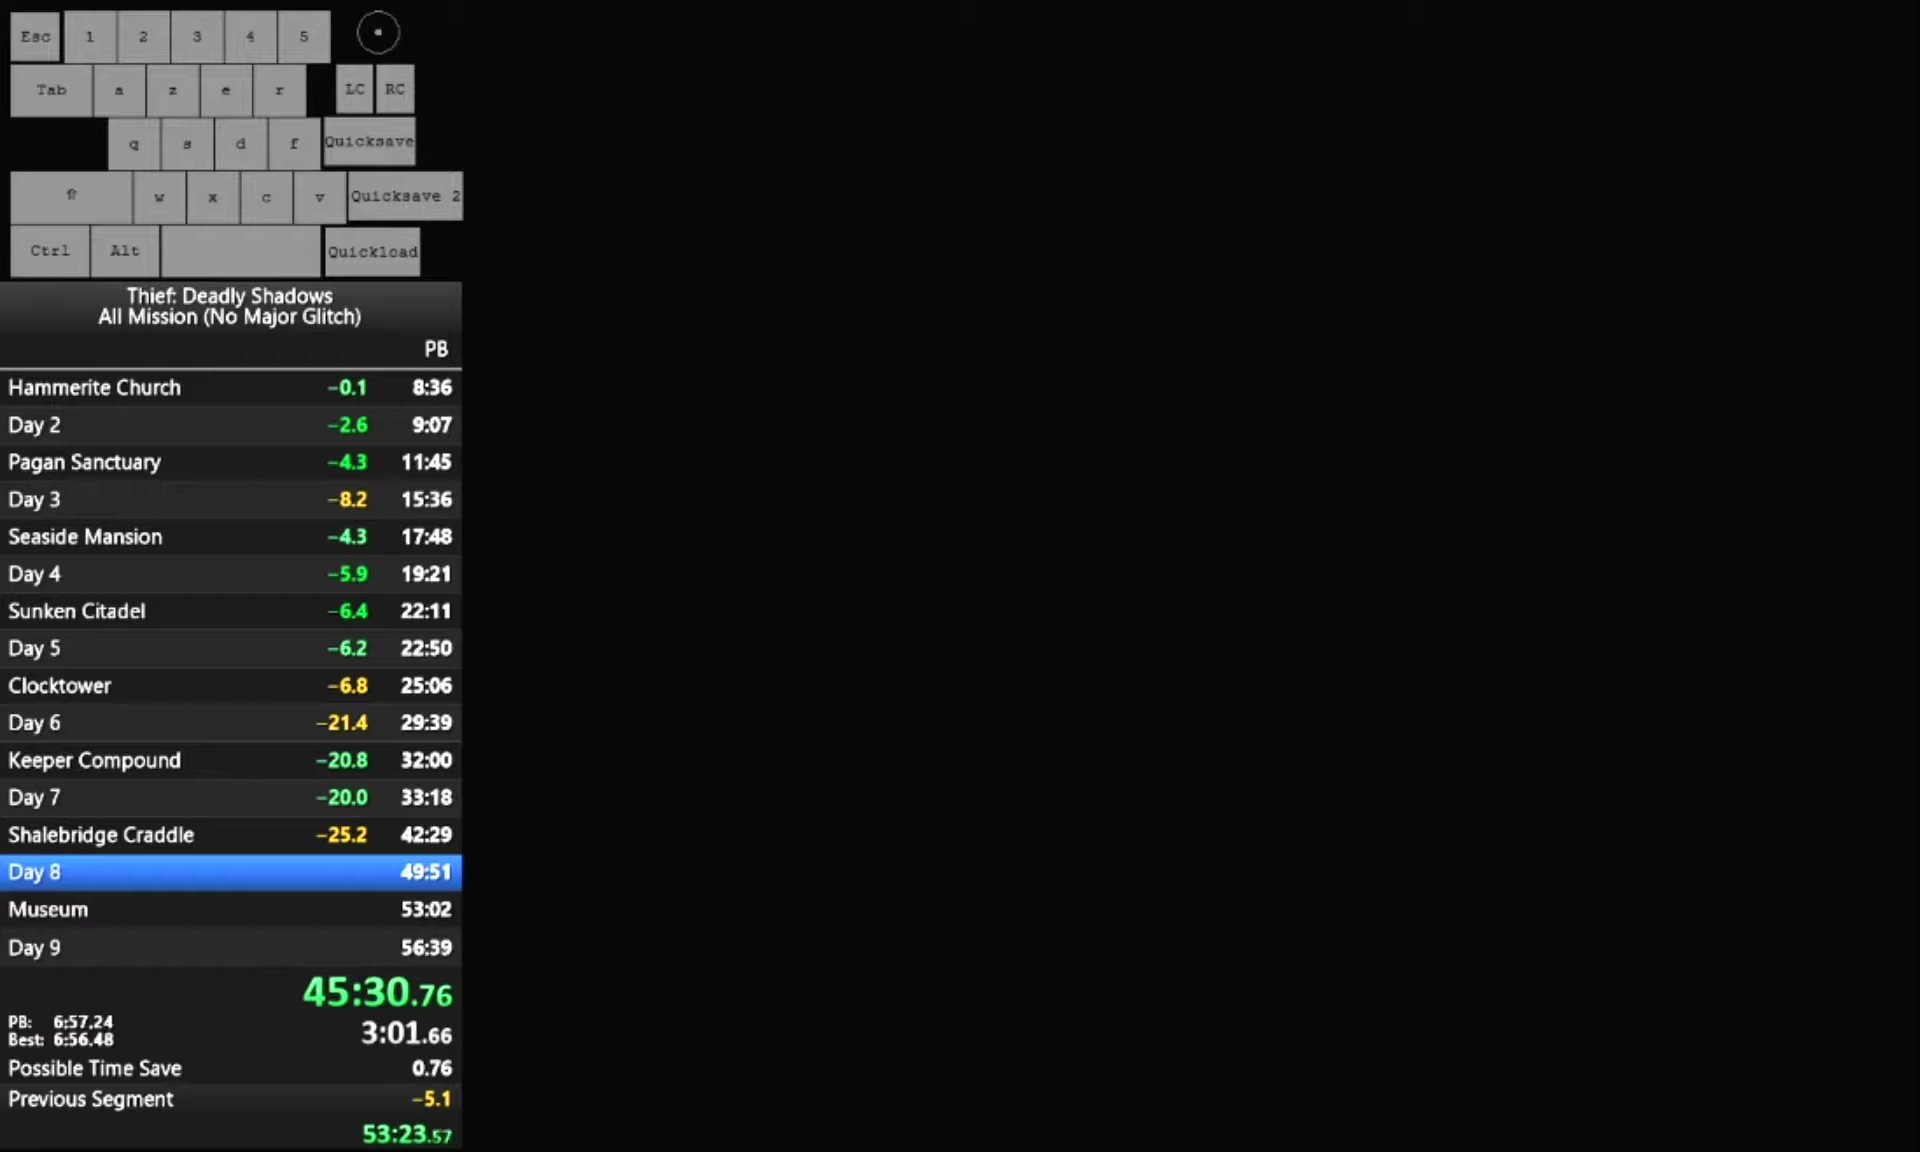 Esc 1 2 3 4 5
Tab a z e r LC RC
q s d f Quicksave
⇧ w x c v Quicksave 2
Ctrl Alt Quickload
Thief: Deadly Shadows
All Mission (No Major Glitch)
PB
Hammerite Church −0.1 8:36
Day 2 −2.6 9:07
Pagan Sanctuary −4.3 11:45
Day 3 −8.2 15:36
Seaside Mansion −4.3 17:48
Day 4 −5.9 19:21
Sunken Citadel −6.4 22:11
Day 5 −6.2 22:50
Clocktower −6.8 25:06
Day 6 −21.4 29:39
Keeper Compound −20.8 32:00
Day 7 −20.0 33:18
Shalebridge Craddle −25.2 42:29
Day 8 49:51
Museum 53:02
Day 9 56:39
45:30.76
PB: 6:57.24
Best: 6:56.48
3:01.66
Possible Time Save 0.76
Previous Segment −5.1
53:23.57